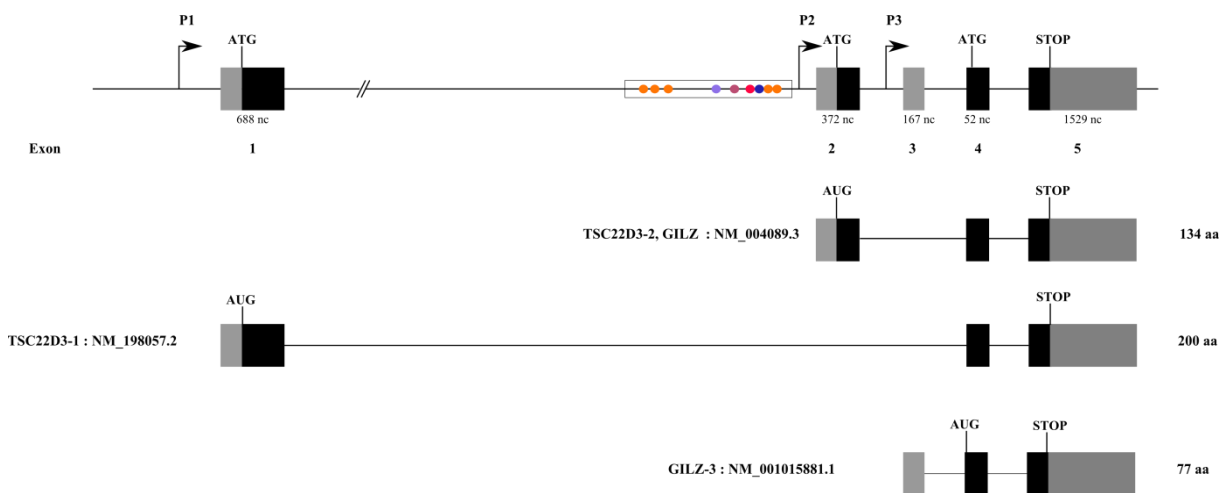 P1 P2 P3
ATG ATG ATG STOP
688 nc 372 nc 167 nc 52 nc 1529 nc
Exon 1 2 3 4 5
AUG STOP
TSC22D3-2, GILZ : NM_004089.3 134 aa
AUG STOP
TSC22D3-1 : NM_198057.2 200 aa
AUG STOP
GILZ-3 : NM_001015881.1 77 aa